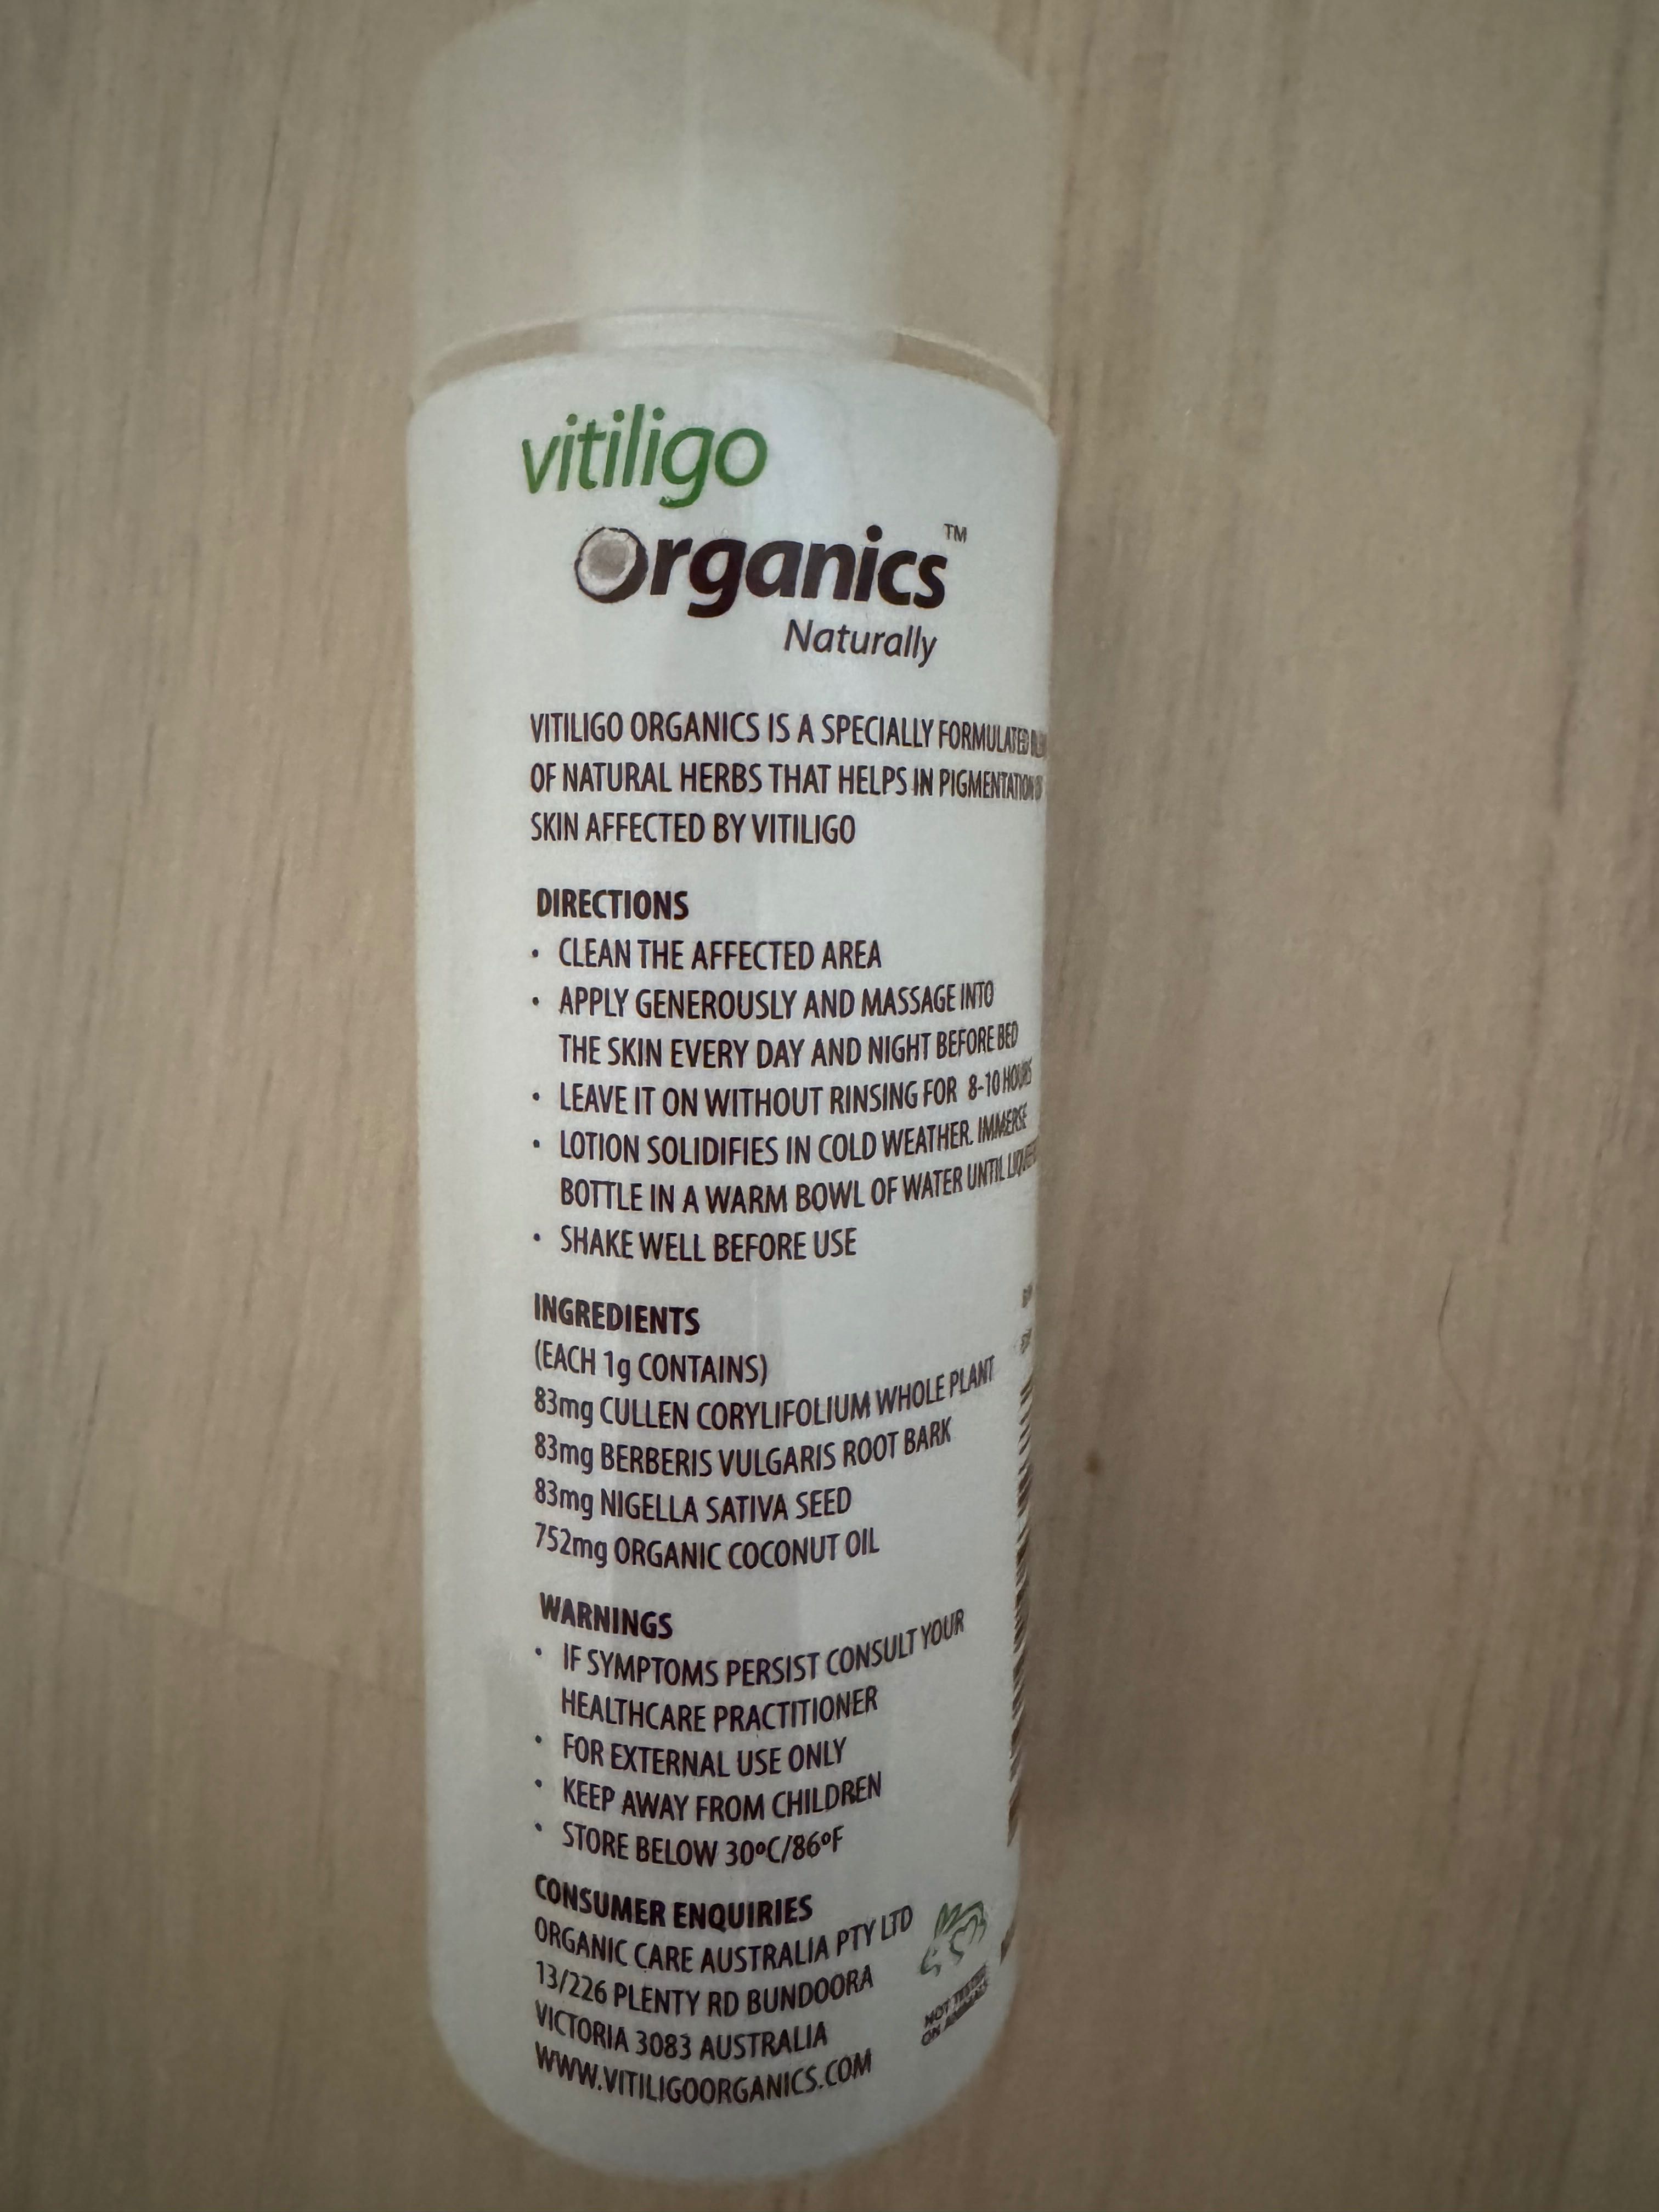 vitiligo
Organics™
Naturally
VITILIGO ORGANICS IS A SPECIALLY FORMULATED
OF NATURAL HERBS THAT HELPS IN PIGMENTATION
SKIN AFFECTED BY VITILIGO
DIRECTIONS
• CLEAN THE AFFECTED AREA
• APPLY GENEROUSLY AND MASSAGE INTO
THE SKIN EVERY DAY AND NIGHT BEFORE BED
• LEAVE IT ON WITHOUT RINSING FOR 8-10 HOURS
• LOTION SOLIDIFIES IN COLD WEATHER. IMMERSE
BOTTLE IN A WARM BOWL OF WATER UNTIL
• SHAKE WELL BEFORE USE
INGREDIENTS
(EACH 1g CONTAINS)
83mg CULLEN CORYLIFOLIUM WHOLE PLANT
83mg BERBERIS VULGARIS ROOT BARK
83mg NIGELLA SATIVA SEED
752mg ORGANIC COCONUT OIL
WARNINGS
• IF SYMPTOMS PERSIST CONSULT YOUR
HEALTHCARE PRACTITIONER
• FOR EXTERNAL USE ONLY
• KEEP AWAY FROM CHILDREN
• STORE BELOW 30ºC/86ºF
CONSUMER ENQUIRIES
ORGANIC CARE AUSTRALIA PTY LTD
13/226 PLENTY RD BUNDOORA
VICTORIA 3083 AUSTRALIA
WWW.VITILIGOORGANICS.COM
NOT TESTED
ON ANIMALS